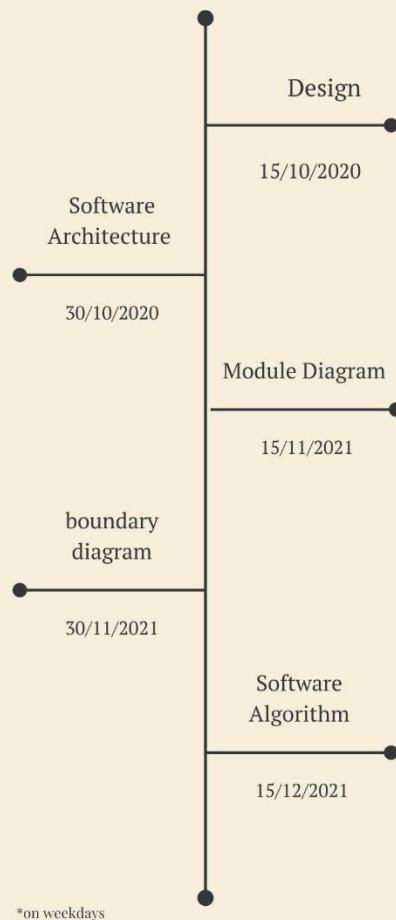 Design
15/10/2020
Software
Architecture
30/10/2020
Module Diagram
15/11/2021
boundary
diagram
30/11/2021
Software
Algorithm
15/12/2021
*on weekdays